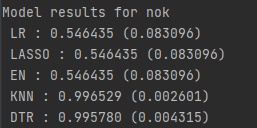 Model results for nok
LR : 0.546435 (0.083096)
LASSO : 0.546435 (0.083096)
EN : 0.546435 (0.083096)
KNN : 0.996529 (0.002601)
DTR : 0.995780 (0.004315)